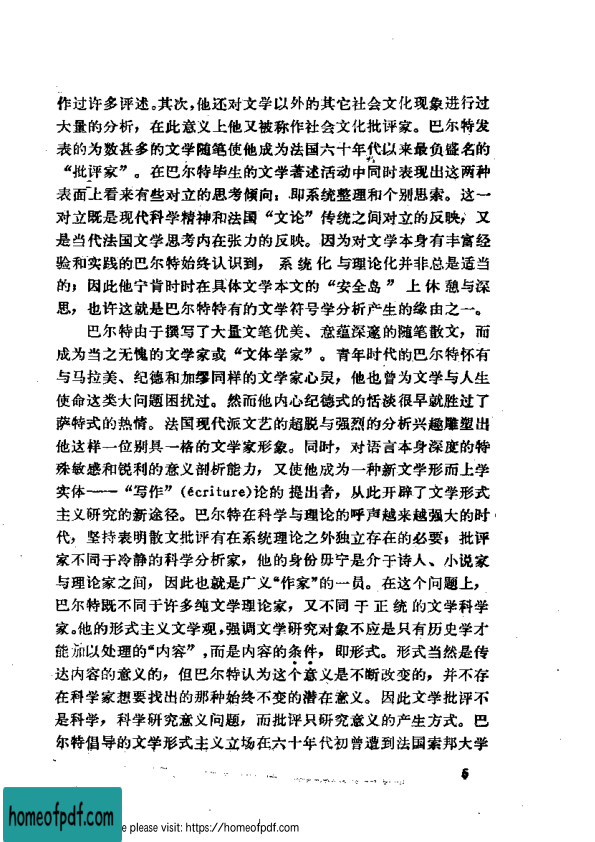 作过许多评述。其次，他还对文学以外的其它社会文化现象进行过
大量的分析，在此意义上他又被称作社会文化批评家。巴尔特发
表的为数甚多的文学随笔使他成为法国六十年代以来最负盛名的
“批评家”。在巴尔特毕生的文学著述活动中同时表现出这两种
表面上看来有些对立的思考倾向：即系统整理和个别思索。这一
对立既是现代科学精神和法国“文论”传统之间对立的反映，又
是当代法国文学思考内在张力的反映。因为对文学本身有丰富经
验和实践的巴尔特始终认识到，系统化与理论化并非总是适当
的；因此他宁肯时时在具体文学本文的“安全岛”上休憩与深
思，也许这就是巴尔特特有的文学符号学分析产生的缘由之一。
巴尔特由于撰写了大量文笔优美、意蕴深邃的随笔散文，而
成为当之无愧的文学家或“文体学家”。青年时代的巴尔特怀有
与马拉美、纪德和加缪同样的文学家心灵，他也曾为文学与人生
使命这类大问题困扰过。然而他内心纪德式的恬淡很早就胜过了
萨特式的热情。法国现代派文艺的超脱与强烈的分析兴趣雕塑出
他这样一位别具一格的文学家形象。同时，对语言本身深度的特
殊敏感和锐利的意义剖析能力，又使他成为一种新文学形而上学
实体——“写作”(écriture)论的提出者，从此开辟了文学形式
主义研究的新途径。巴尔特在科学与理论的呼声越来越强大的时
代，坚持表明散文批评有在系统理论之外独立存在的必要；批评
家不同于冷静的科学分析家，他的身份毋宁是介于诗人、小说家
与理论家之间，因此也就是广义“作家”的一员。在这个问题上，
巴尔特既不同于许多纯文学理论家，又不同于正统的文学科学
家。他的形式主义文学观，强调文学研究对象不应是只有历史学才
能加以处理的“内容”，而是内容的条件，即形式。形式当然是传
达内容的意义的，但巴尔特认为这个意义是不断改变的，并不存
在科学家想要找出的那种始终不变的潜在意义。因此文学批评不
是科学，科学研究意义问题，而批评只研究意义的产生方式。巴
尔特倡导的文学形式主义立场在六十年代初曾遭到法国索邦大学
5
homeofpdf.com
e please visit: https://homeofpdf.com